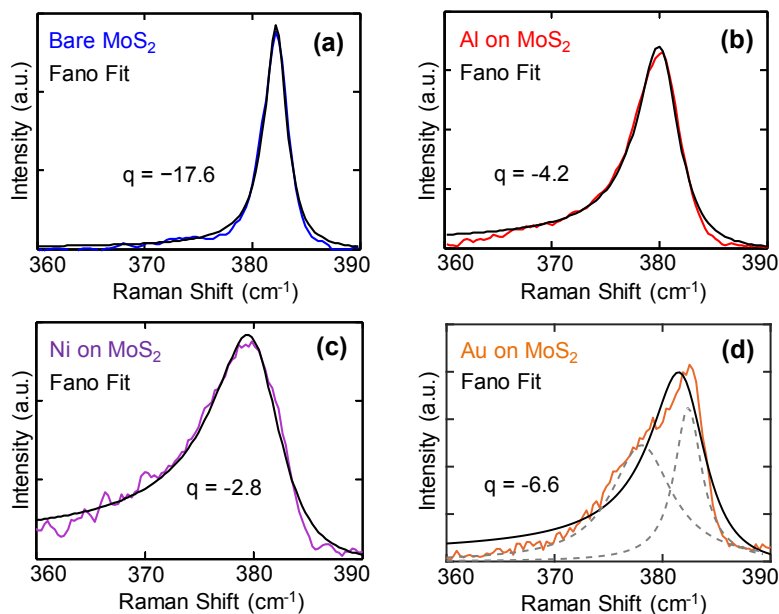 Bare MoS₂
Fano Fit
(a)
q = −17.6
Intensity (a.u.)
360 370 380 390
Raman Shift (cm⁻¹)
Al on MoS₂
Fano Fit
(b)
q = -4.2
Intensity (a.u.)
360 370 380 390
Raman Shift (cm⁻¹)
Ni on MoS₂
Fano Fit
(c)
q = -2.8
Intensity (a.u.)
360 370 380 390
Raman Shift (cm⁻¹)
Au on MoS₂
Fano Fit
(d)
q = -6.6
Intensity (a.u.)
360 370 380 390
Raman Shift (cm⁻¹)